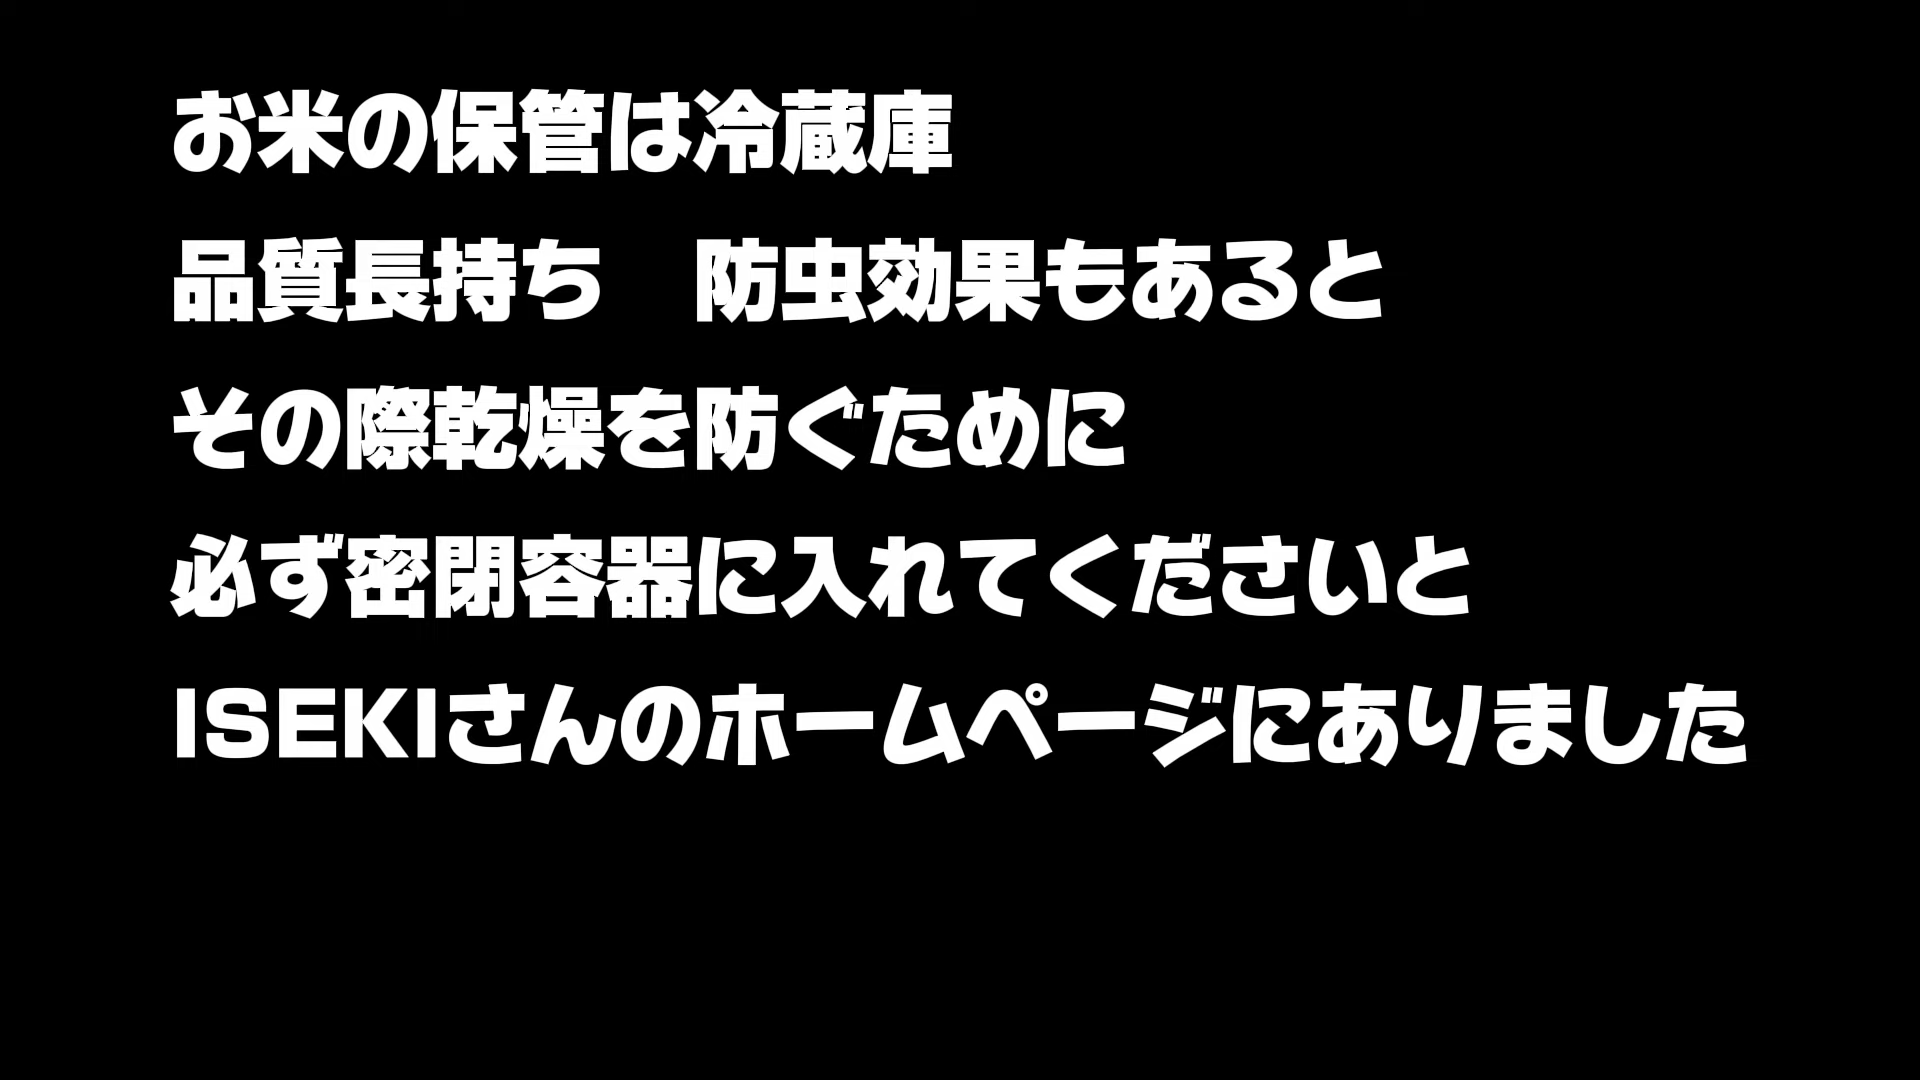 お米の保管は冷蔵庫
品質長持ち　防虫効果もあると
その際乾燥を防ぐために
必ず密閉容器に入れてくださいと
ISEKIさんのホームページにありました